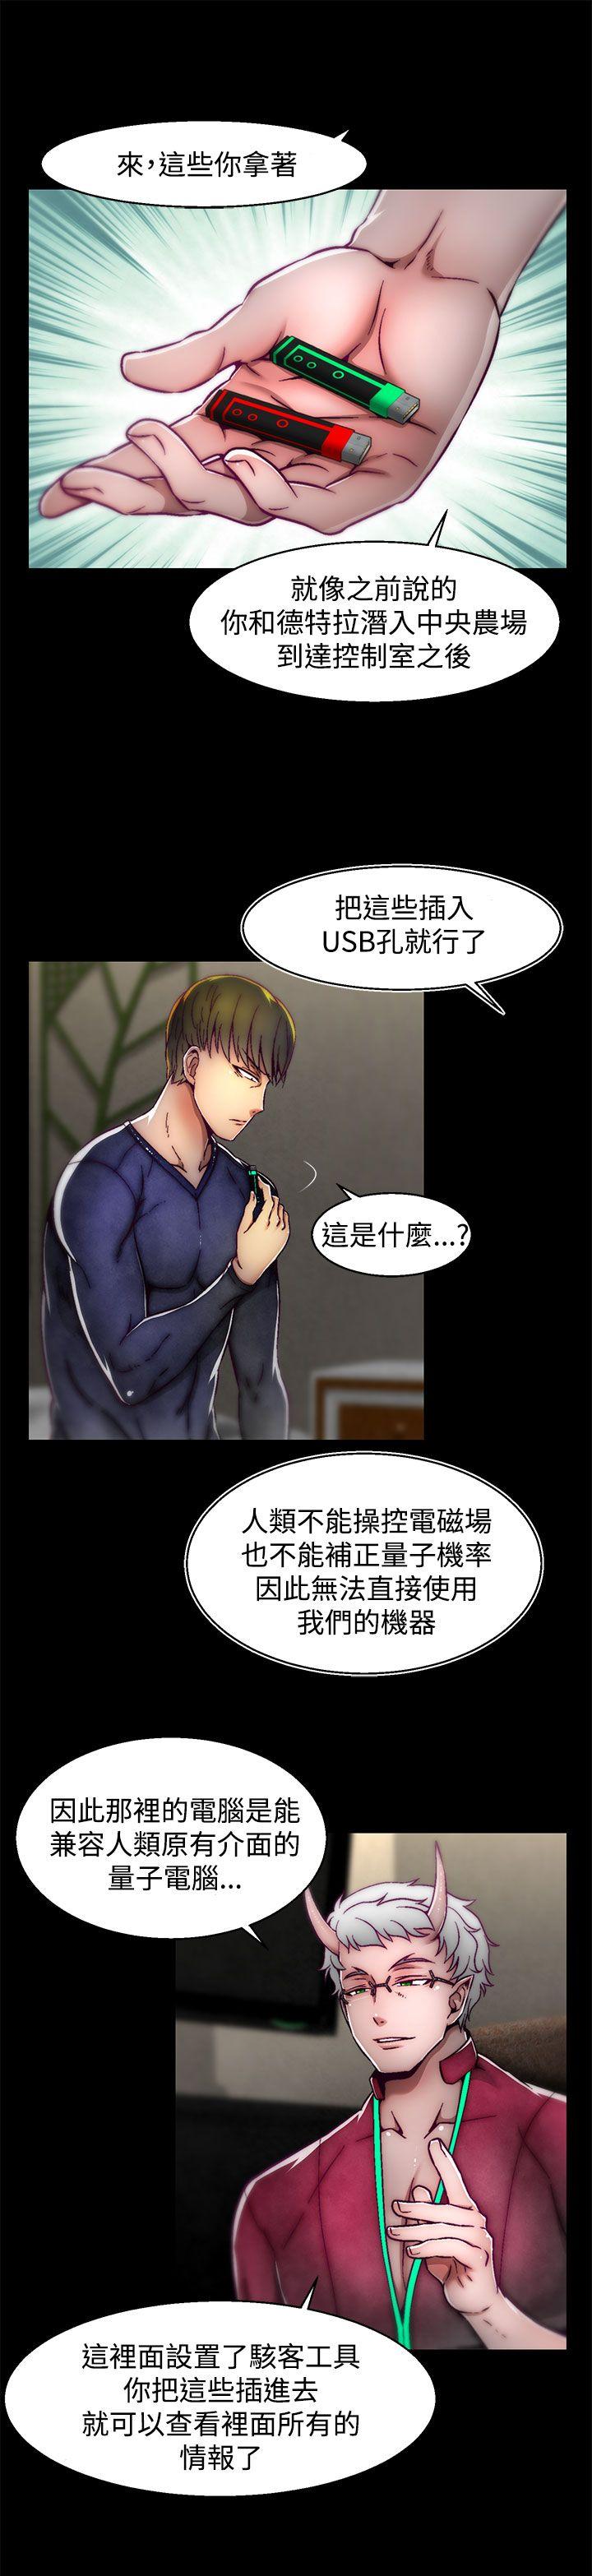 來，這些你拿著
就像之前說的
你和德特拉潛入中央農場
到達控制室之後
把這些插入
USB孔就行了
這是什麼...?
人類不能操控電磁場
也不能補正量子機率
因此無法直接使用
我們的機器
因此那裡的電腦是能
兼容人類原有介面的
量子電腦...
這裡面設置了駭客工具
你把這些插進去
就可以查看裡面所有的
情報了